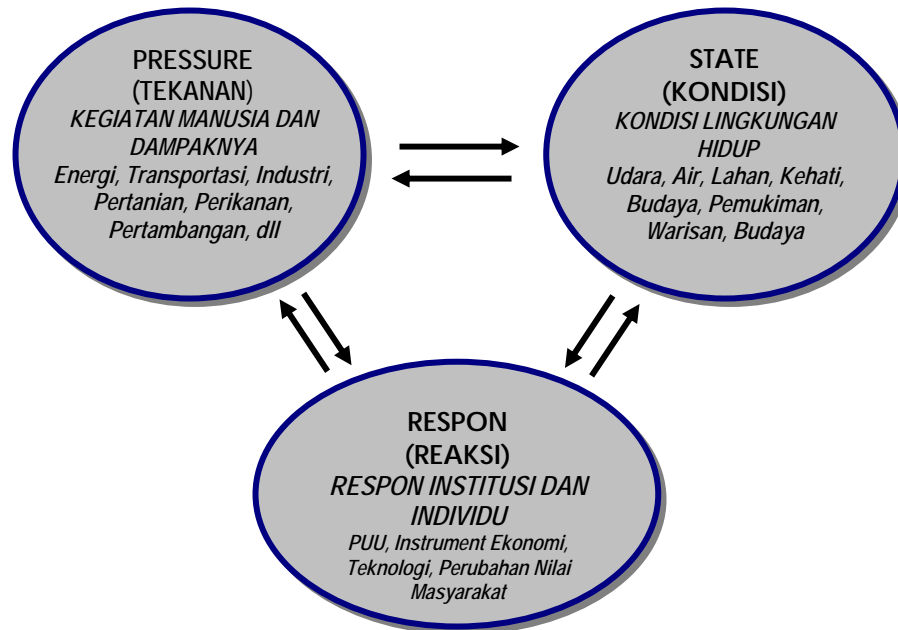 PRESSURE
(TEKANAN)
KEGIATAN MANUSIA DAN
DAMPAKNYA
Energi, Transportasi, Industri,
Pertanian, Perikanan,
Pertambangan, dll
STATE
(KONDISI)
KONDISI LINGKUNGAN
HIDUP
Udara, Air, Lahan, Kehati,
Budaya, Pemukiman,
Warisan, Budaya
RESPON
(REAKSI)
RESPON INSTITUSI DAN
INDIVIDU
PUU, Instrument Ekonomi,
Teknologi, Perubahan Nilai
Masyarakat